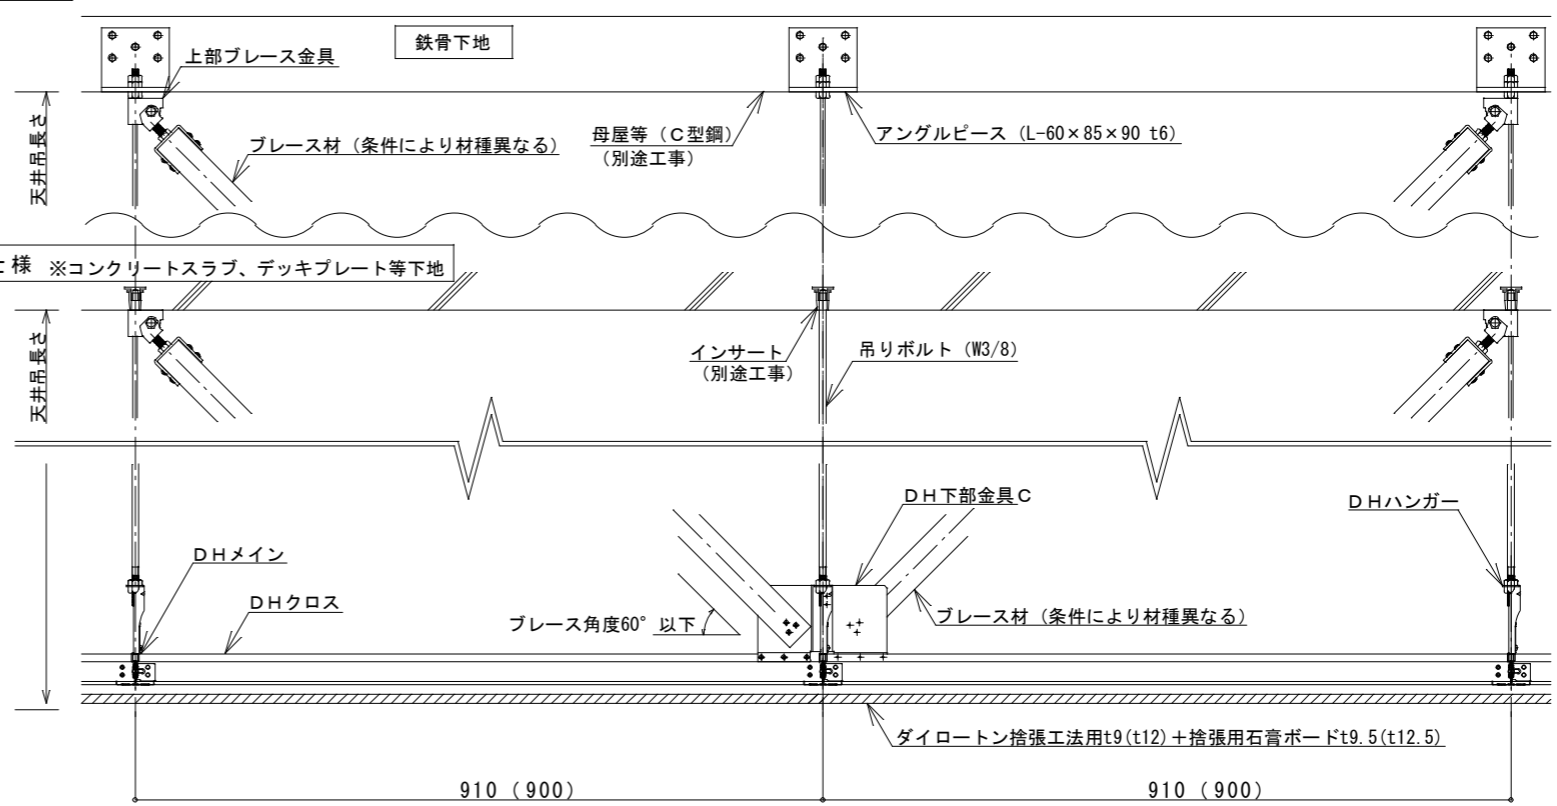 鉄骨下地
上部ブレース金具
天井吊長さ
ブレース材（条件により材種異なる）
母屋等（Ｃ型鋼）
（別途工事）
アングルピース（L-60×85×90 t6）
様 ※コンクリートスラブ、デッキプレート等下地
天井吊長さ
インサート
（別途工事）
吊りボルト（W3/8）
ＤＨ下部金具Ｃ
ＤＨハンガー
ＤＨメイン
ＤＨクロス
ブレース角度60°以下
ブレース材（条件により材種異なる）
ダイロートン捨張工法用t9(t12)＋捨張用石膏ボードt9.5(t12.5)
910（900）
910（900）